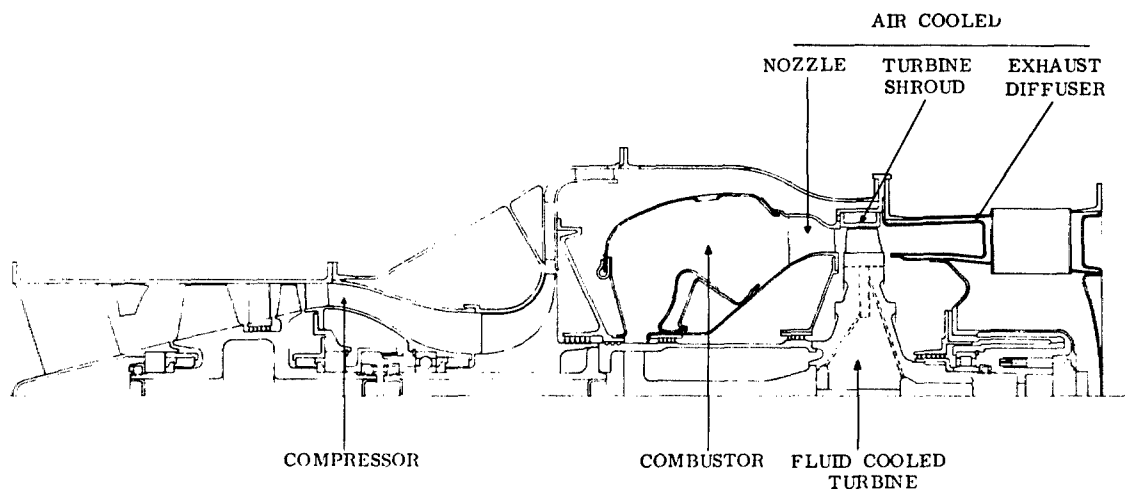 AIR COOLED
NOZZLE TURBINE SHROUD EXHAUST DIFFUSER
COMPRESSOR
COMBUSTOR
FLUID COOLED
TURBINE